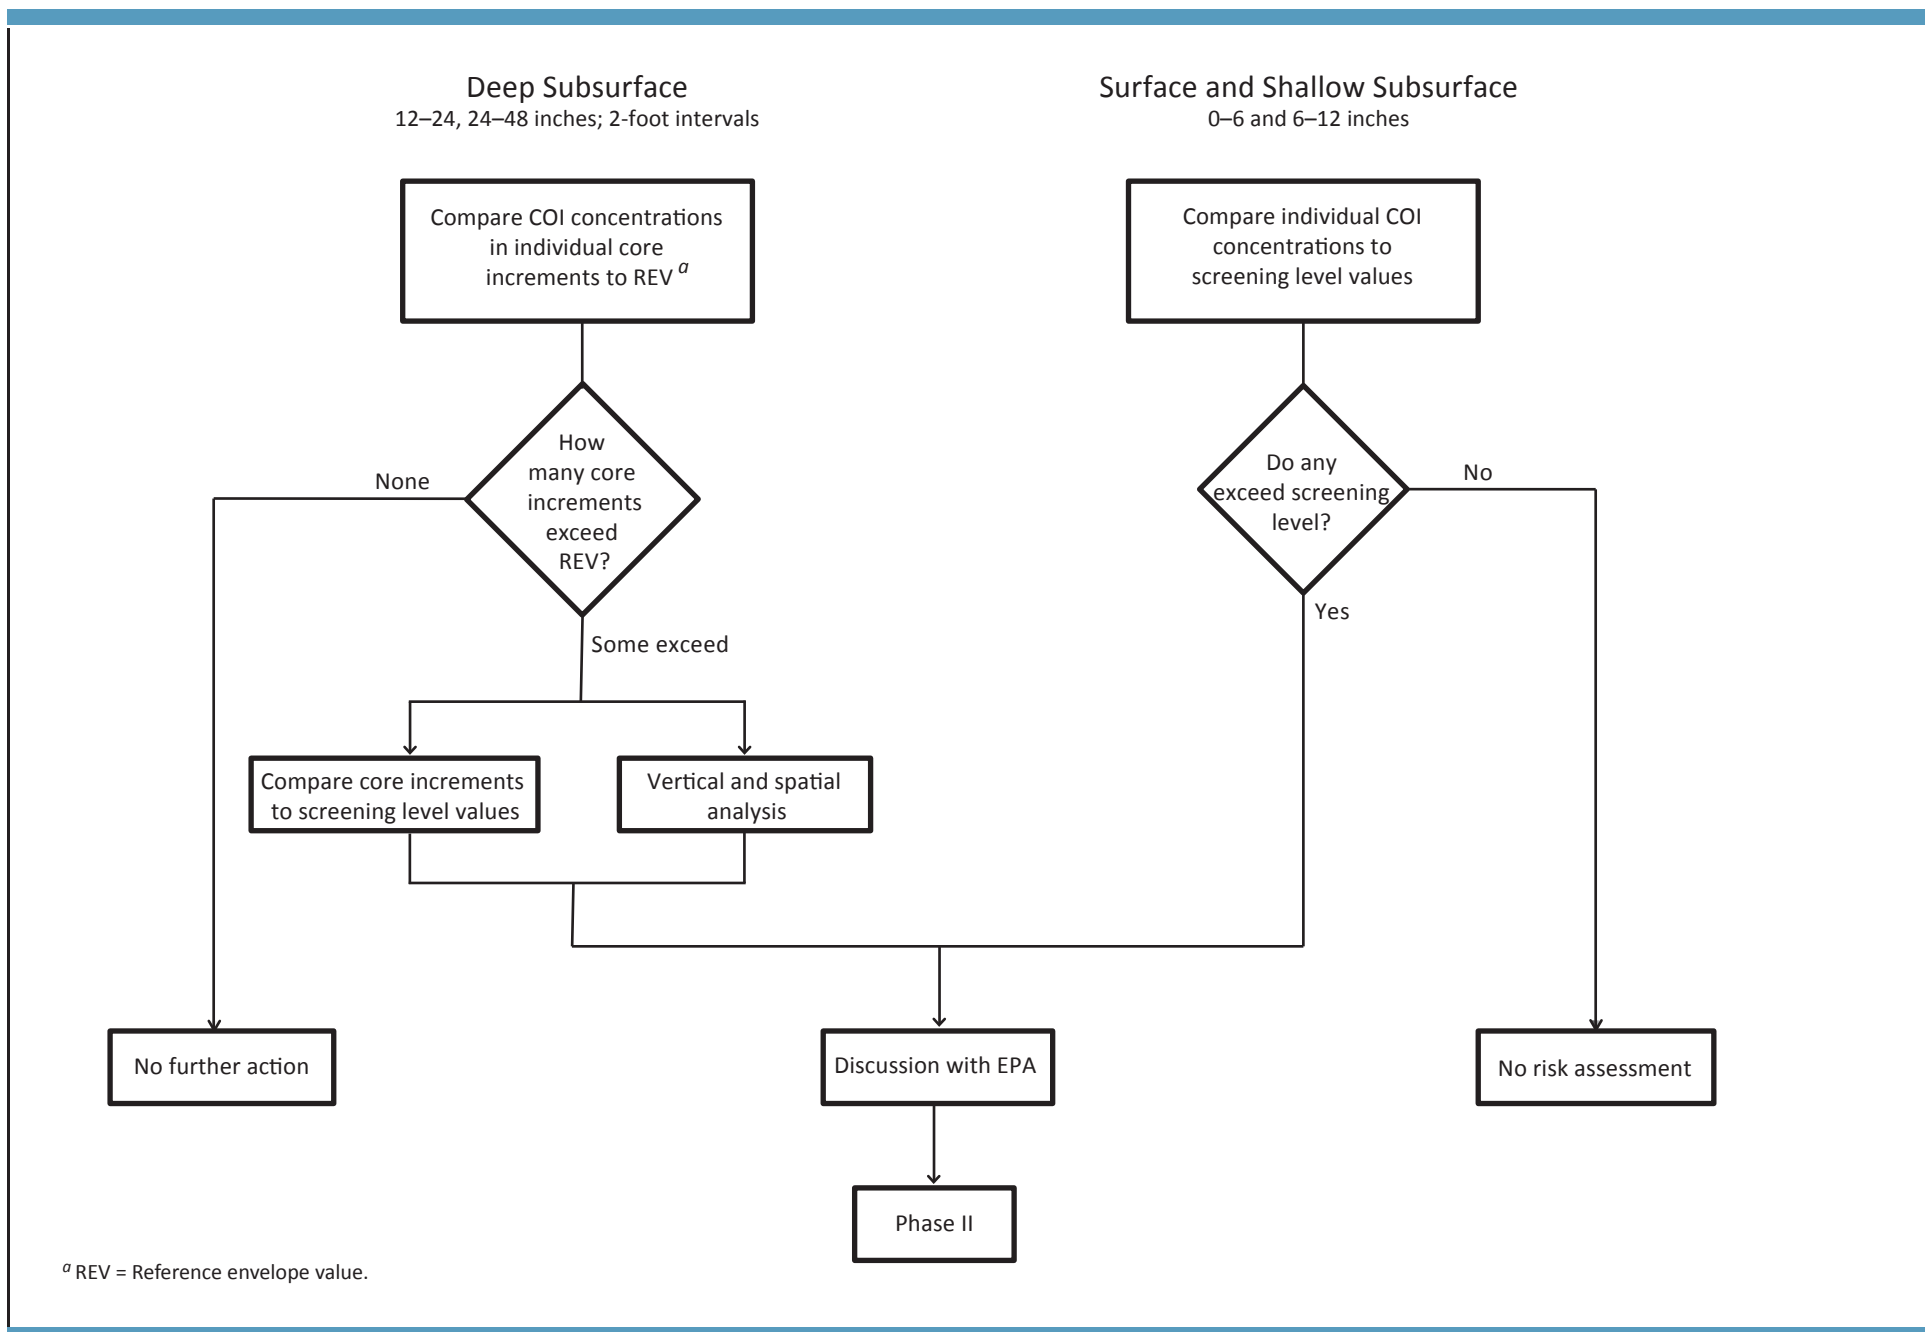 Deep Subsurface
12–24, 24–48 inches; 2-foot intervals
Compare COI concentrations
in individual core
increments to REV a
How
many core
increments
exceed
REV?
None
Some exceed
Compare core increments
to screening level values
Vertical and spatial
analysis
No further action
Surface and Shallow Subsurface
0–6 and 6–12 inches
Compare individual COI
concentrations to
screening level values
Do any
exceed screening
level?
No
Yes
Discussion with EPA
No risk assessment
Phase II
a REV = Reference envelope value.